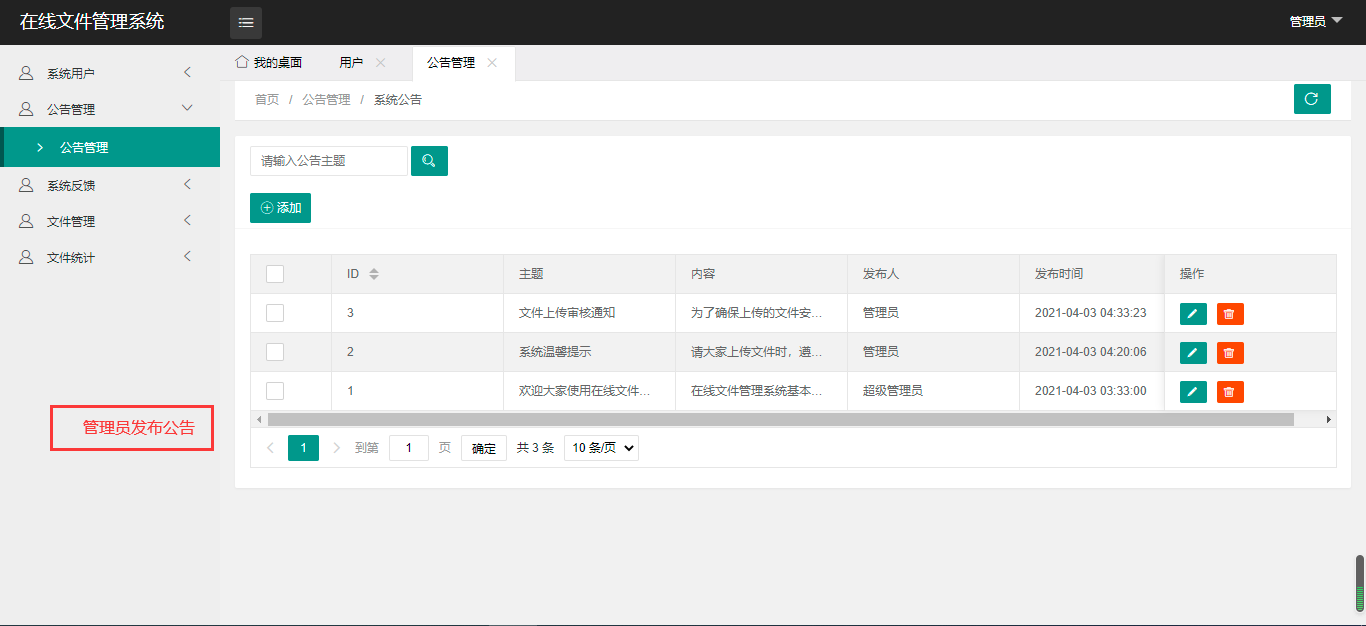 在线文件管理系统
管理员
系统用户
公告管理
公告管理
系统反馈
文件管理
文件统计
管理员发布公告
我的桌面 用户 公告管理
首页 / 公告管理 / 系统公告
请输入公告主题
添加
ID 主题 内容 发布人 发布时间 操作
3 文件上传审核通知 为了确保上传的文件安... 管理员 2021-04-03 04:33:23
2 系统温馨提示 请大家上传文件时，遵... 管理员 2021-04-03 04:20:06
1 欢迎大家使用在线文件... 在线文件管理系统基本... 超级管理员 2021-04-03 03:33:00
1 到第 1 页 确定 共 3 条 10 条/页